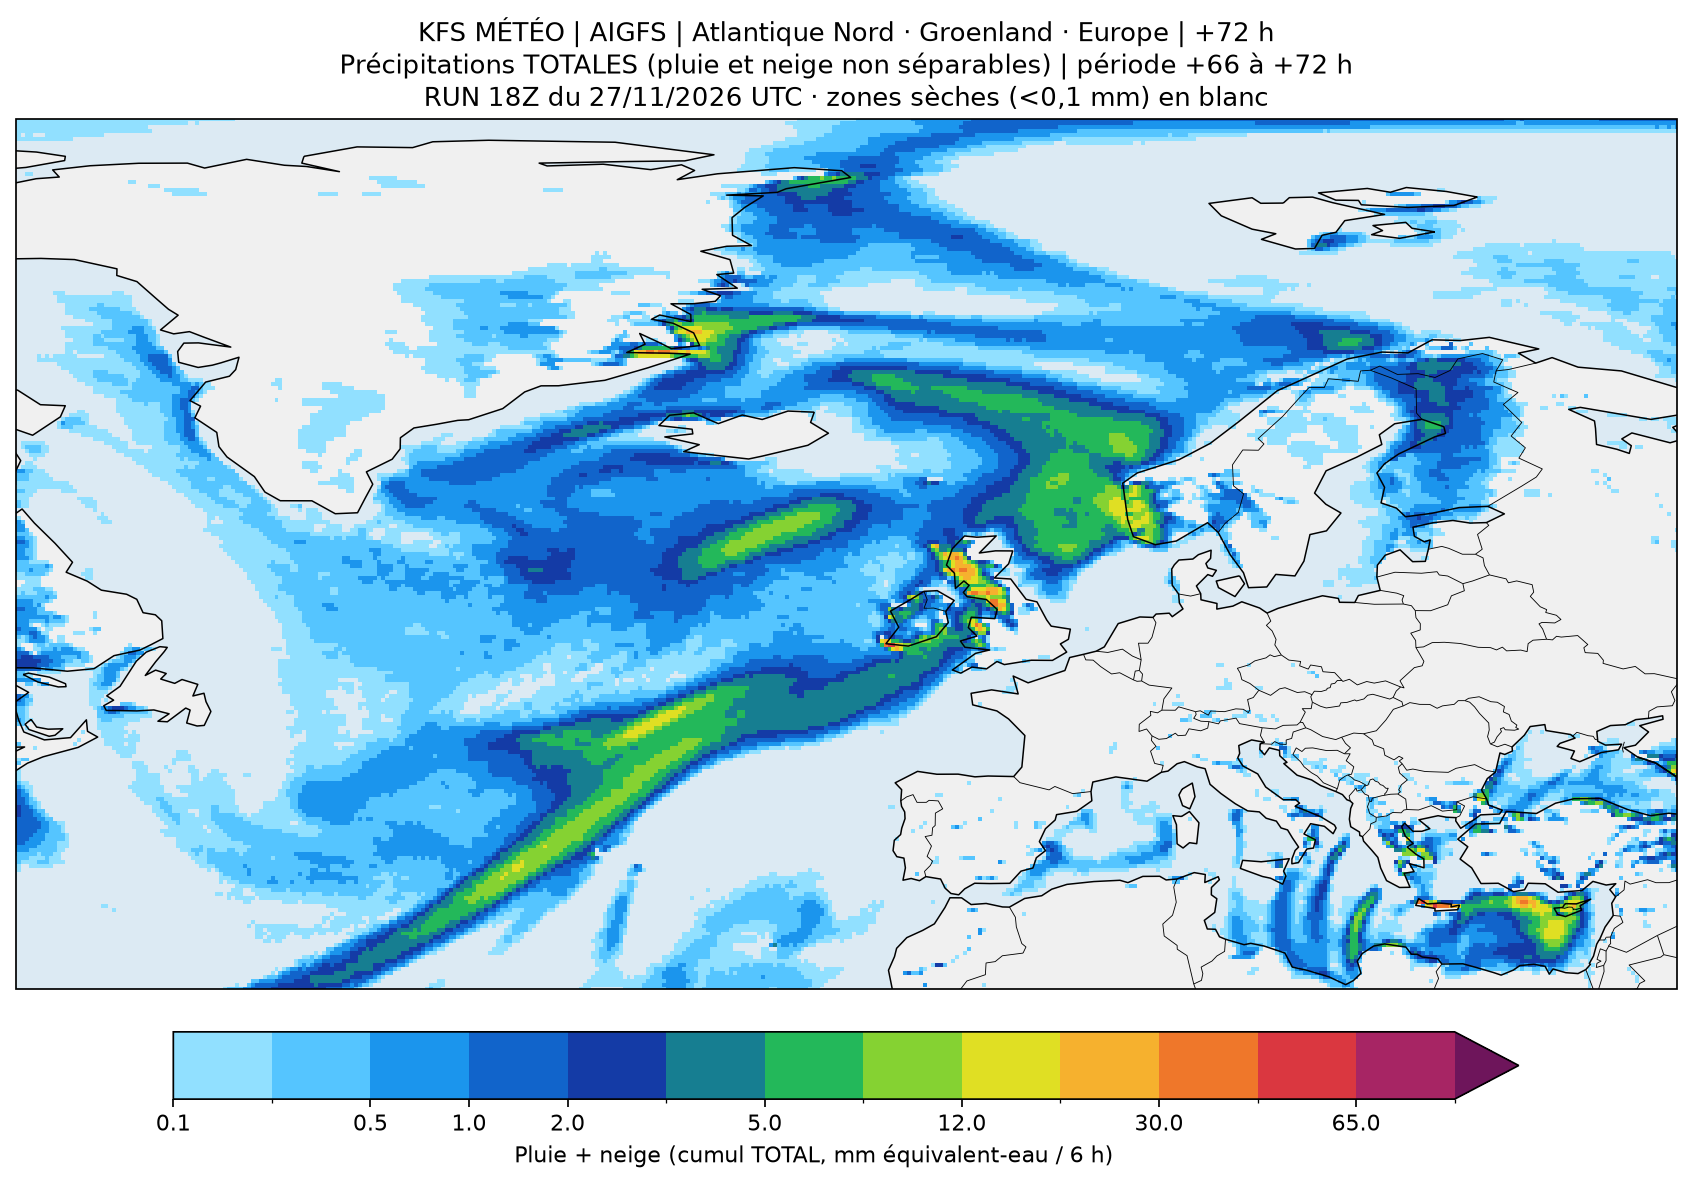 KFS MÉTÉO | AIGFS | Atlantique Nord · Groenland · Europe | +72 h
Précipitations TOTALES (pluie et neige non séparables) | période +66 à +72 h
RUN 18Z du 27/11/2026 UTC · zones sèches (<0,1 mm) en blanc
0.1 0.5 1.0 2.0 5.0 12.0 30.0 65.0
Pluie + neige (cumul TOTAL, mm équivalent-eau / 6 h)